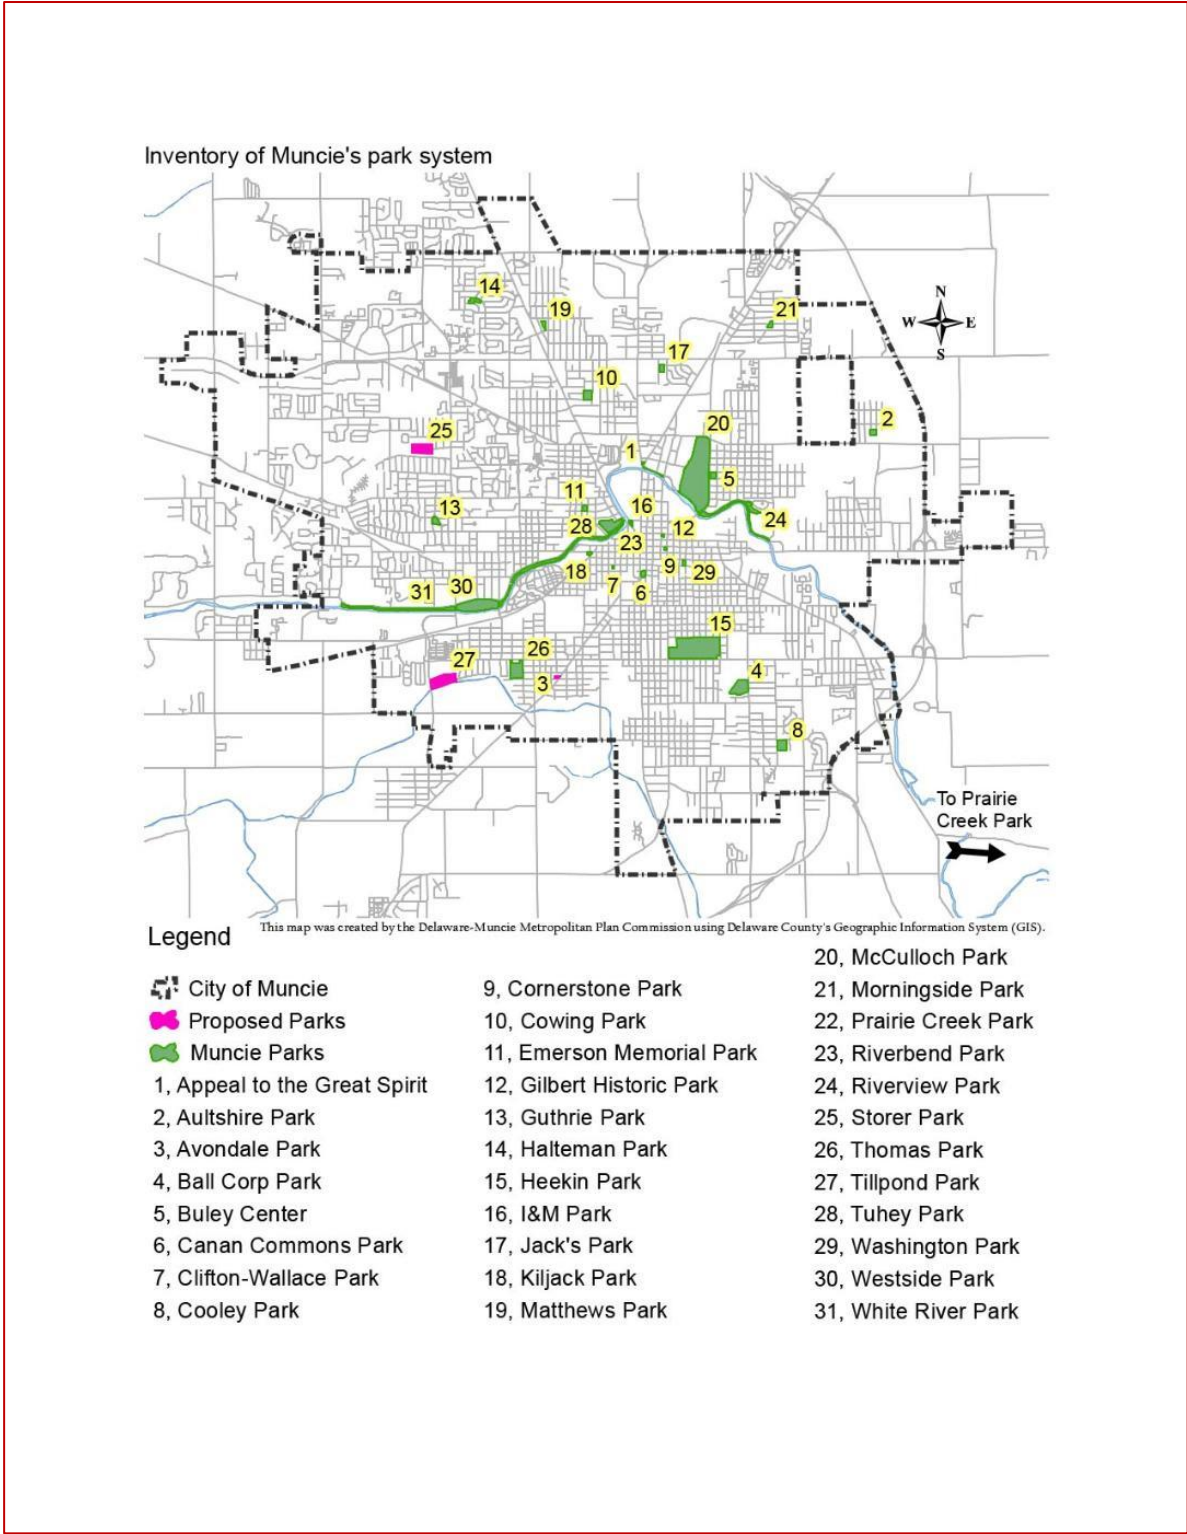 Inventory of Muncie's park system
14
19
21
N
W E
S
17
10
2
25
20
1
5
11
16
13
28
12
24
23
18
9
29
7
6
31
30
15
26
27
4
3
8
To Prairie
Creek Park
This map was created by the Delaware-Muncie Metropolitan Plan Commission using Delaware County's Geographic Information System (GIS).
Legend
City of Muncie
Proposed Parks
Muncie Parks
1, Appeal to the Great Spirit
2, Aultshire Park
3, Avondale Park
4, Ball Corp Park
5, Buley Center
6, Canan Commons Park
7, Clifton-Wallace Park
8, Cooley Park
9, Cornerstone Park
10, Cowing Park
11, Emerson Memorial Park
12, Gilbert Historic Park
13, Guthrie Park
14, Halteman Park
15, Heekin Park
16, I&M Park
17, Jack's Park
18, Kiljack Park
19, Matthews Park
20, McCulloch Park
21, Morningside Park
22, Prairie Creek Park
23, Riverbend Park
24, Riverview Park
25, Storer Park
26, Thomas Park
27, Tillpond Park
28, Tuhey Park
29, Washington Park
30, Westside Park
31, White River Park